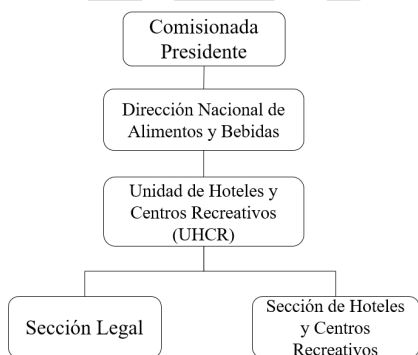 Comisionada
Presidente
Dirección Nacional de
Alimentos y Bebidas
Unidad de Hoteles y
Centros Recreativos
(UHCR)
Sección Legal
Sección de Hoteles
y Centros
Recreativos